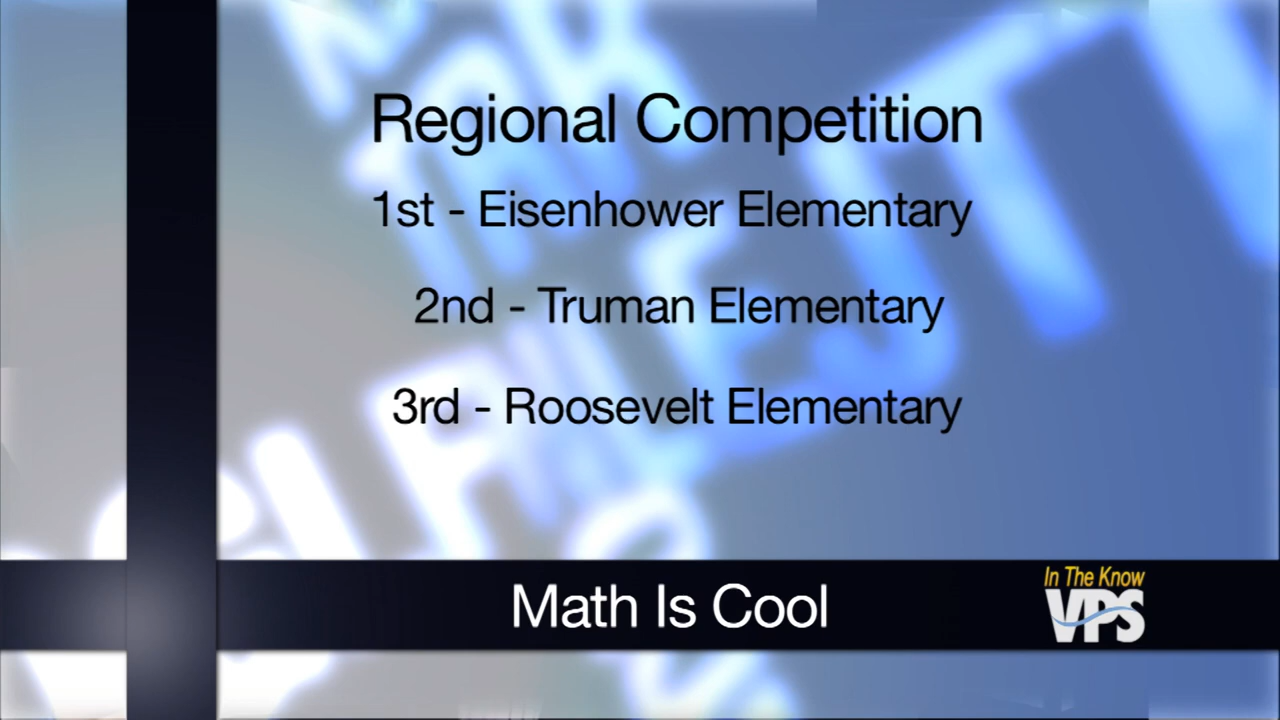 Regional Competition
1st - Eisenhower Elementary
2nd - Truman Elementary
3rd - Roosevelt Elementary
Math Is Cool
In The Know
VPS